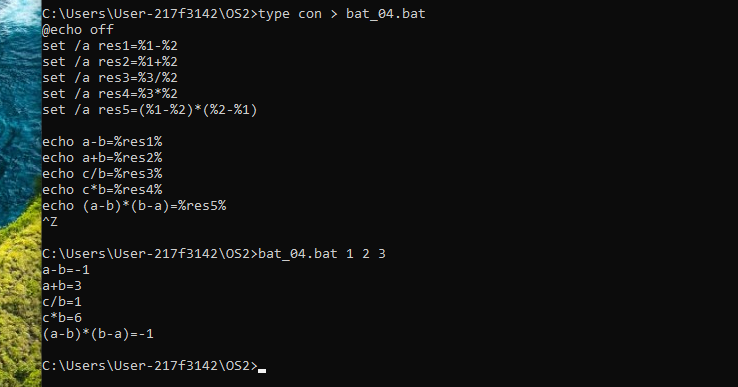 C:\Users\User-217f3142\OS2>type con > bat_04.bat
@echo off
set /a res1=%1-%2
set /a res2=%1+%2
set /a res3=%3/%2
set /a res4=%3*%2
set /a res5=(%1-%2)*(%2-%1)
echo a-b=%res1%
echo a+b=%res2%
echo c/b=%res3%
echo c*b=%res4%
echo (a-b)*(b-a)=%res5%
^Z
C:\Users\User-217f3142\OS2>bat_04.bat 1 2 3
a-b=-1
a+b=3
c/b=1
c*b=6
(a-b)*(b-a)=-1
C:\Users\User-217f3142\OS2>